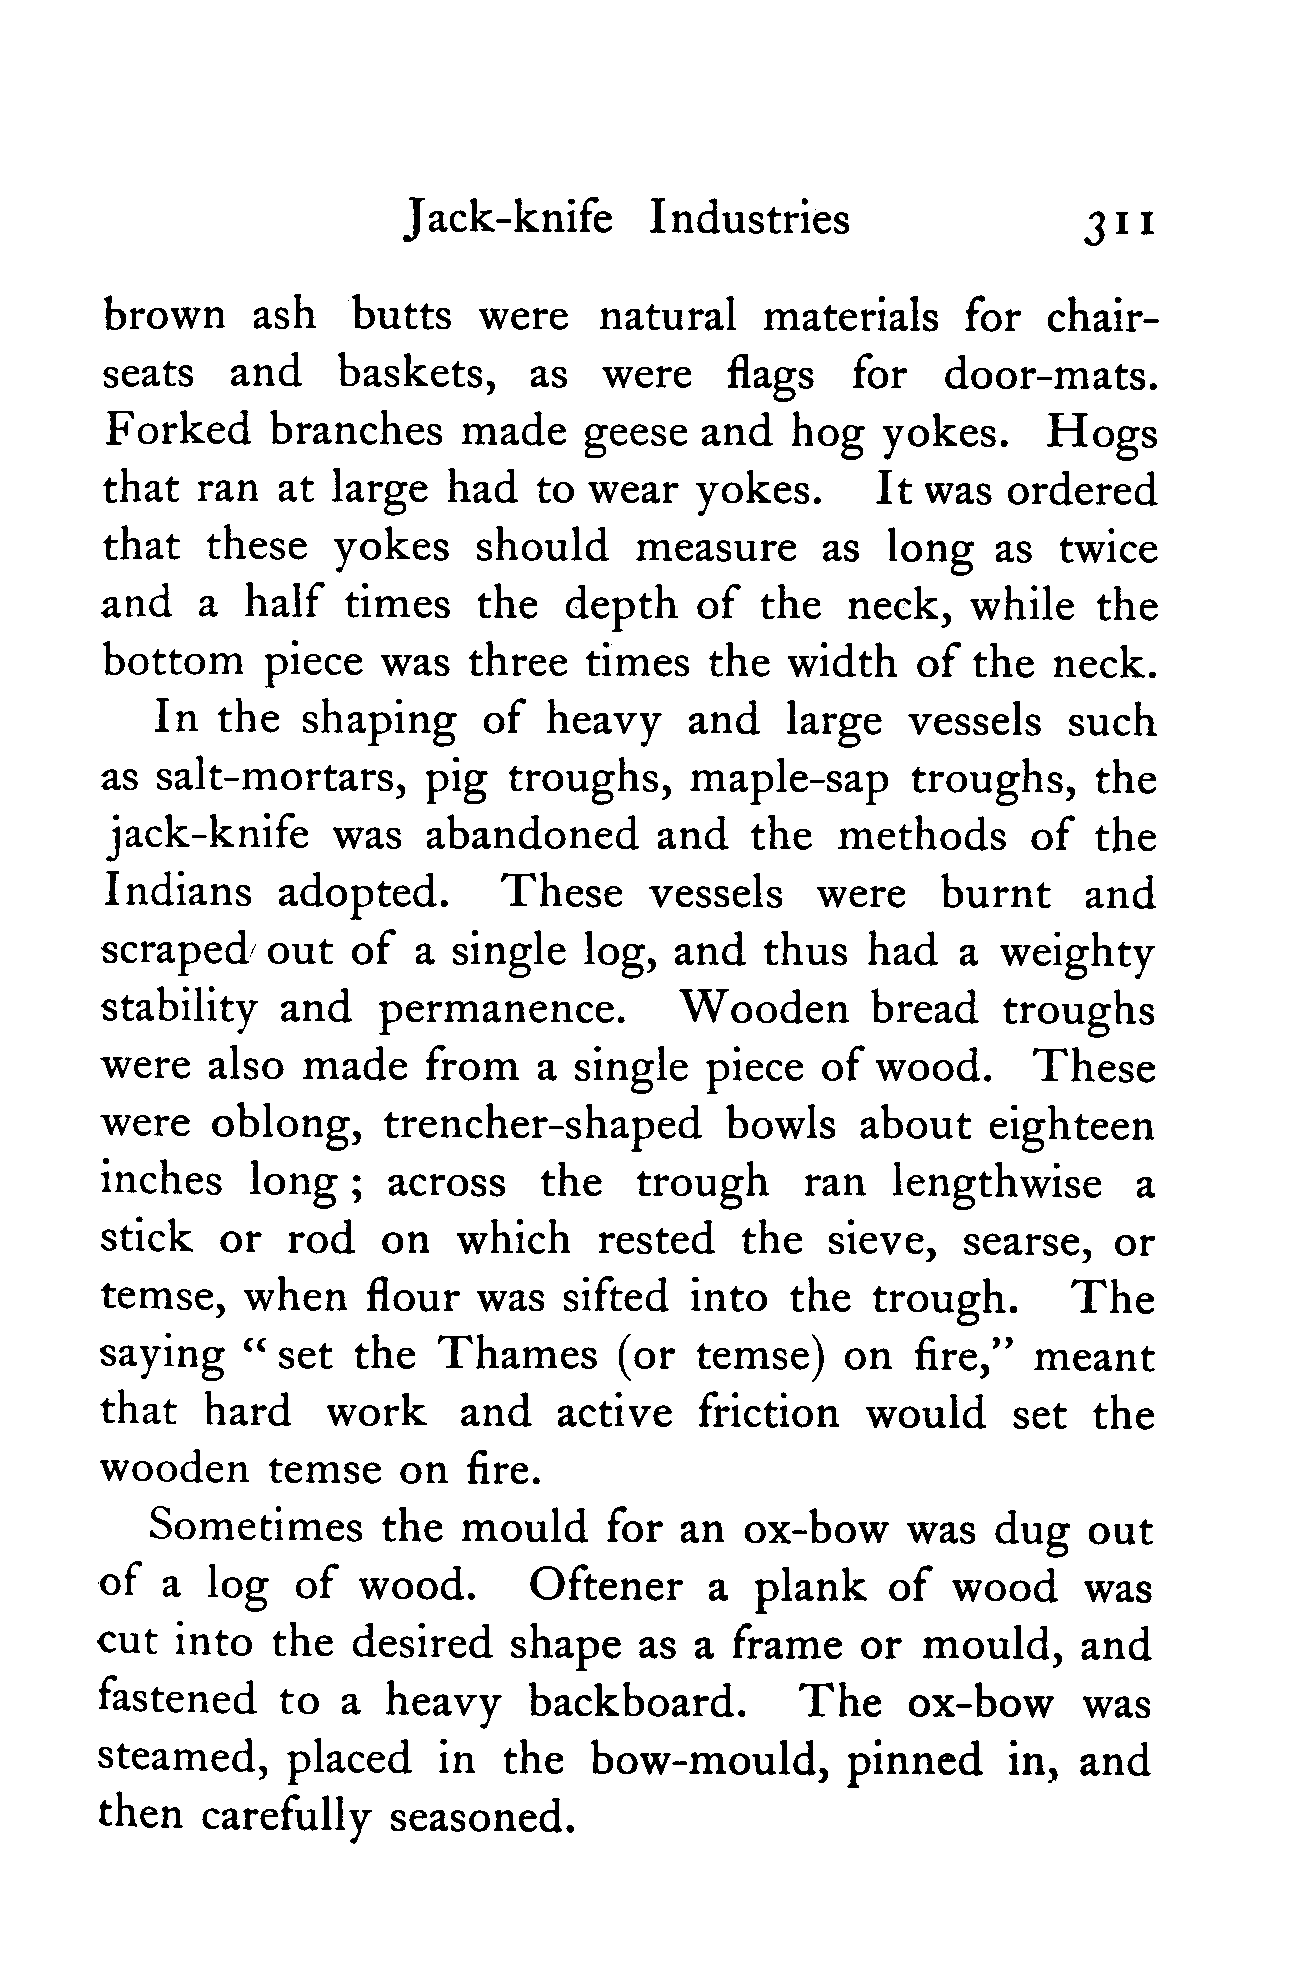 Jack-knife Industries 311
brown ash butts were natural materials for chair-
seats and baskets, as were flags for door-mats.
Forked branches made geese and hog yokes. Hogs
that ran at large had to wear yokes. It was ordered
that these yokes should measure as long as twice
and a half times the depth of the neck, while the
bottom piece was three times the width of the neck.
In the shaping of heavy and large vessels such
as salt-mortars, pig troughs, maple-sap troughs, the
jack-knife was abandoned and the methods of the
Indians adopted. These vessels were burnt and
scraped out of a single log, and thus had a weighty
stability and permanence. Wooden bread troughs
were also made from a single piece of wood. These
were oblong, trencher-shaped bowls about eighteen
inches long ; across the trough ran lengthwise a
stick or rod on which rested the sieve, searse, or
temse, when flour was sifted into the trough. The
saying “ set the Thames (or temse) on fire,” meant
that hard work and active friction would set the
wooden temse on fire.
Sometimes the mould for an ox-bow was dug out
of a log of wood. Oftener a plank of wood was
cut into the desired shape as a frame or mould, and
fastened to a heavy backboard. The ox-bow was
steamed, placed in the bow-mould, pinned in, and
then carefully seasoned.